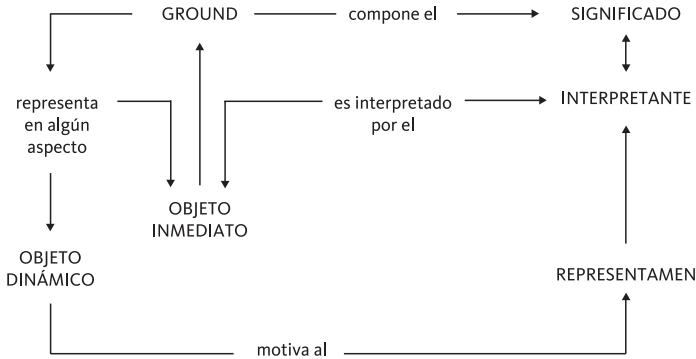 GROUND
compone el
SIGNIFICADO
representa
en algún
aspecto
es interpretado
por el
INTERPRETANTE
OBJETO
INMEDIATO
OBJETO
DINÁMICO
REPRESENTAMEN
motiva al